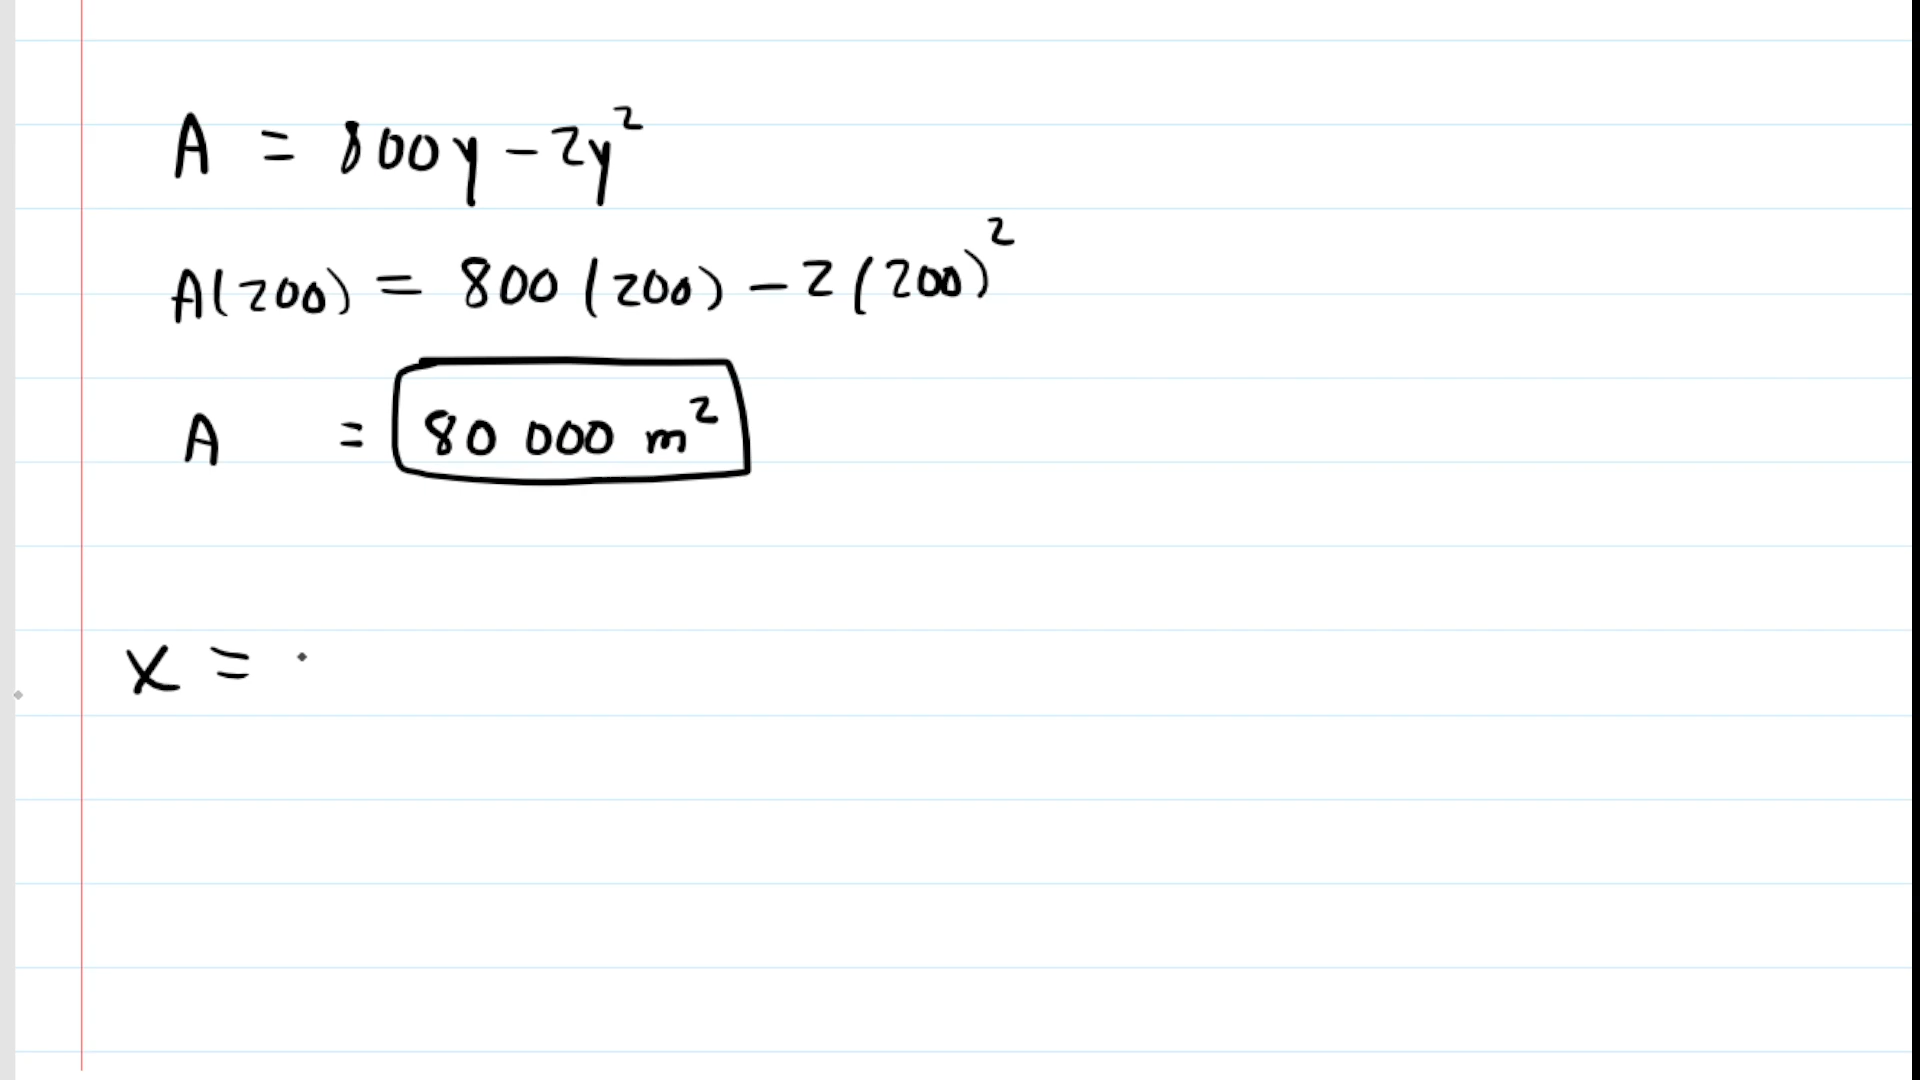 A = 800y - 2y²
A(200) = 800(200) - 2(200)²
A = 80 000 m²
x =